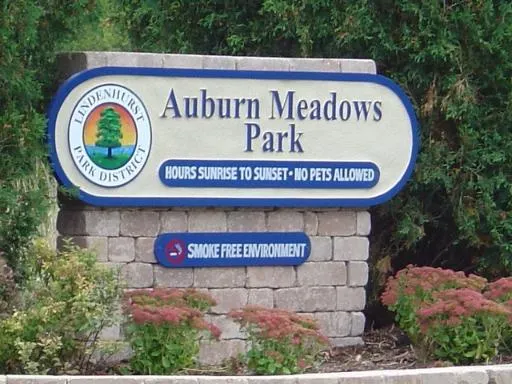 LINDENHURST
PARK DISTRICT
Auburn Meadows
Park
HOURS SUNRISE TO SUNSET • NO PETS ALLOWED
SMOKE FREE ENVIRONMENT